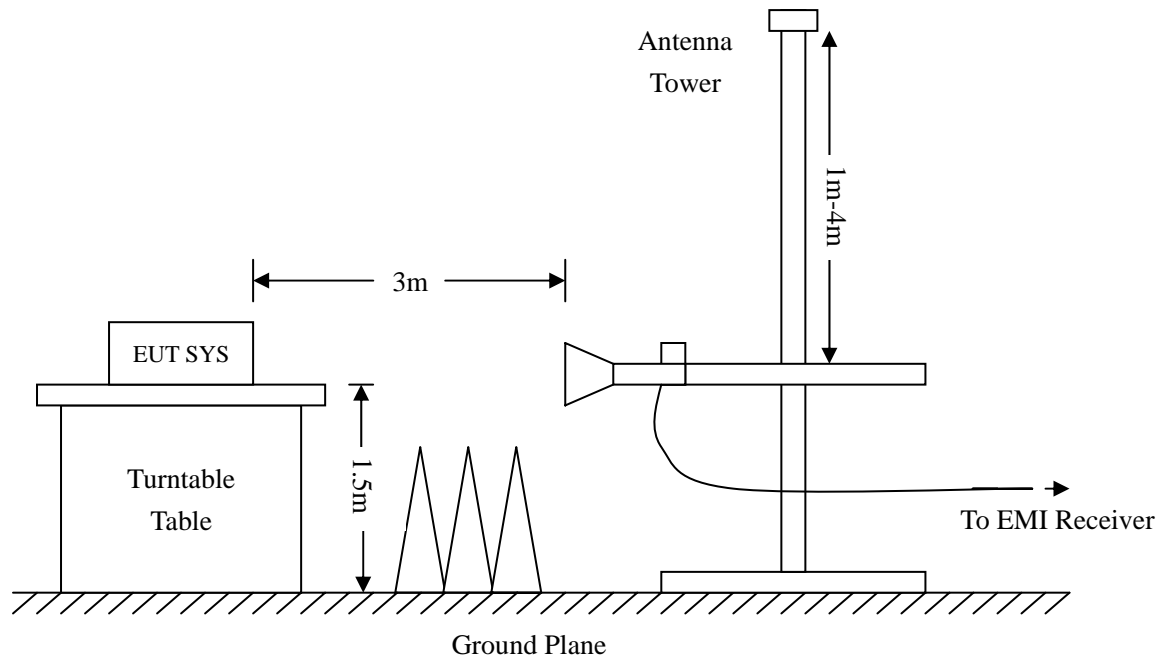 Antenna
Tower
1m-4m
3m
EUT SYS
1.5m
Turntable
Table
To EMI Receiver
Ground Plane